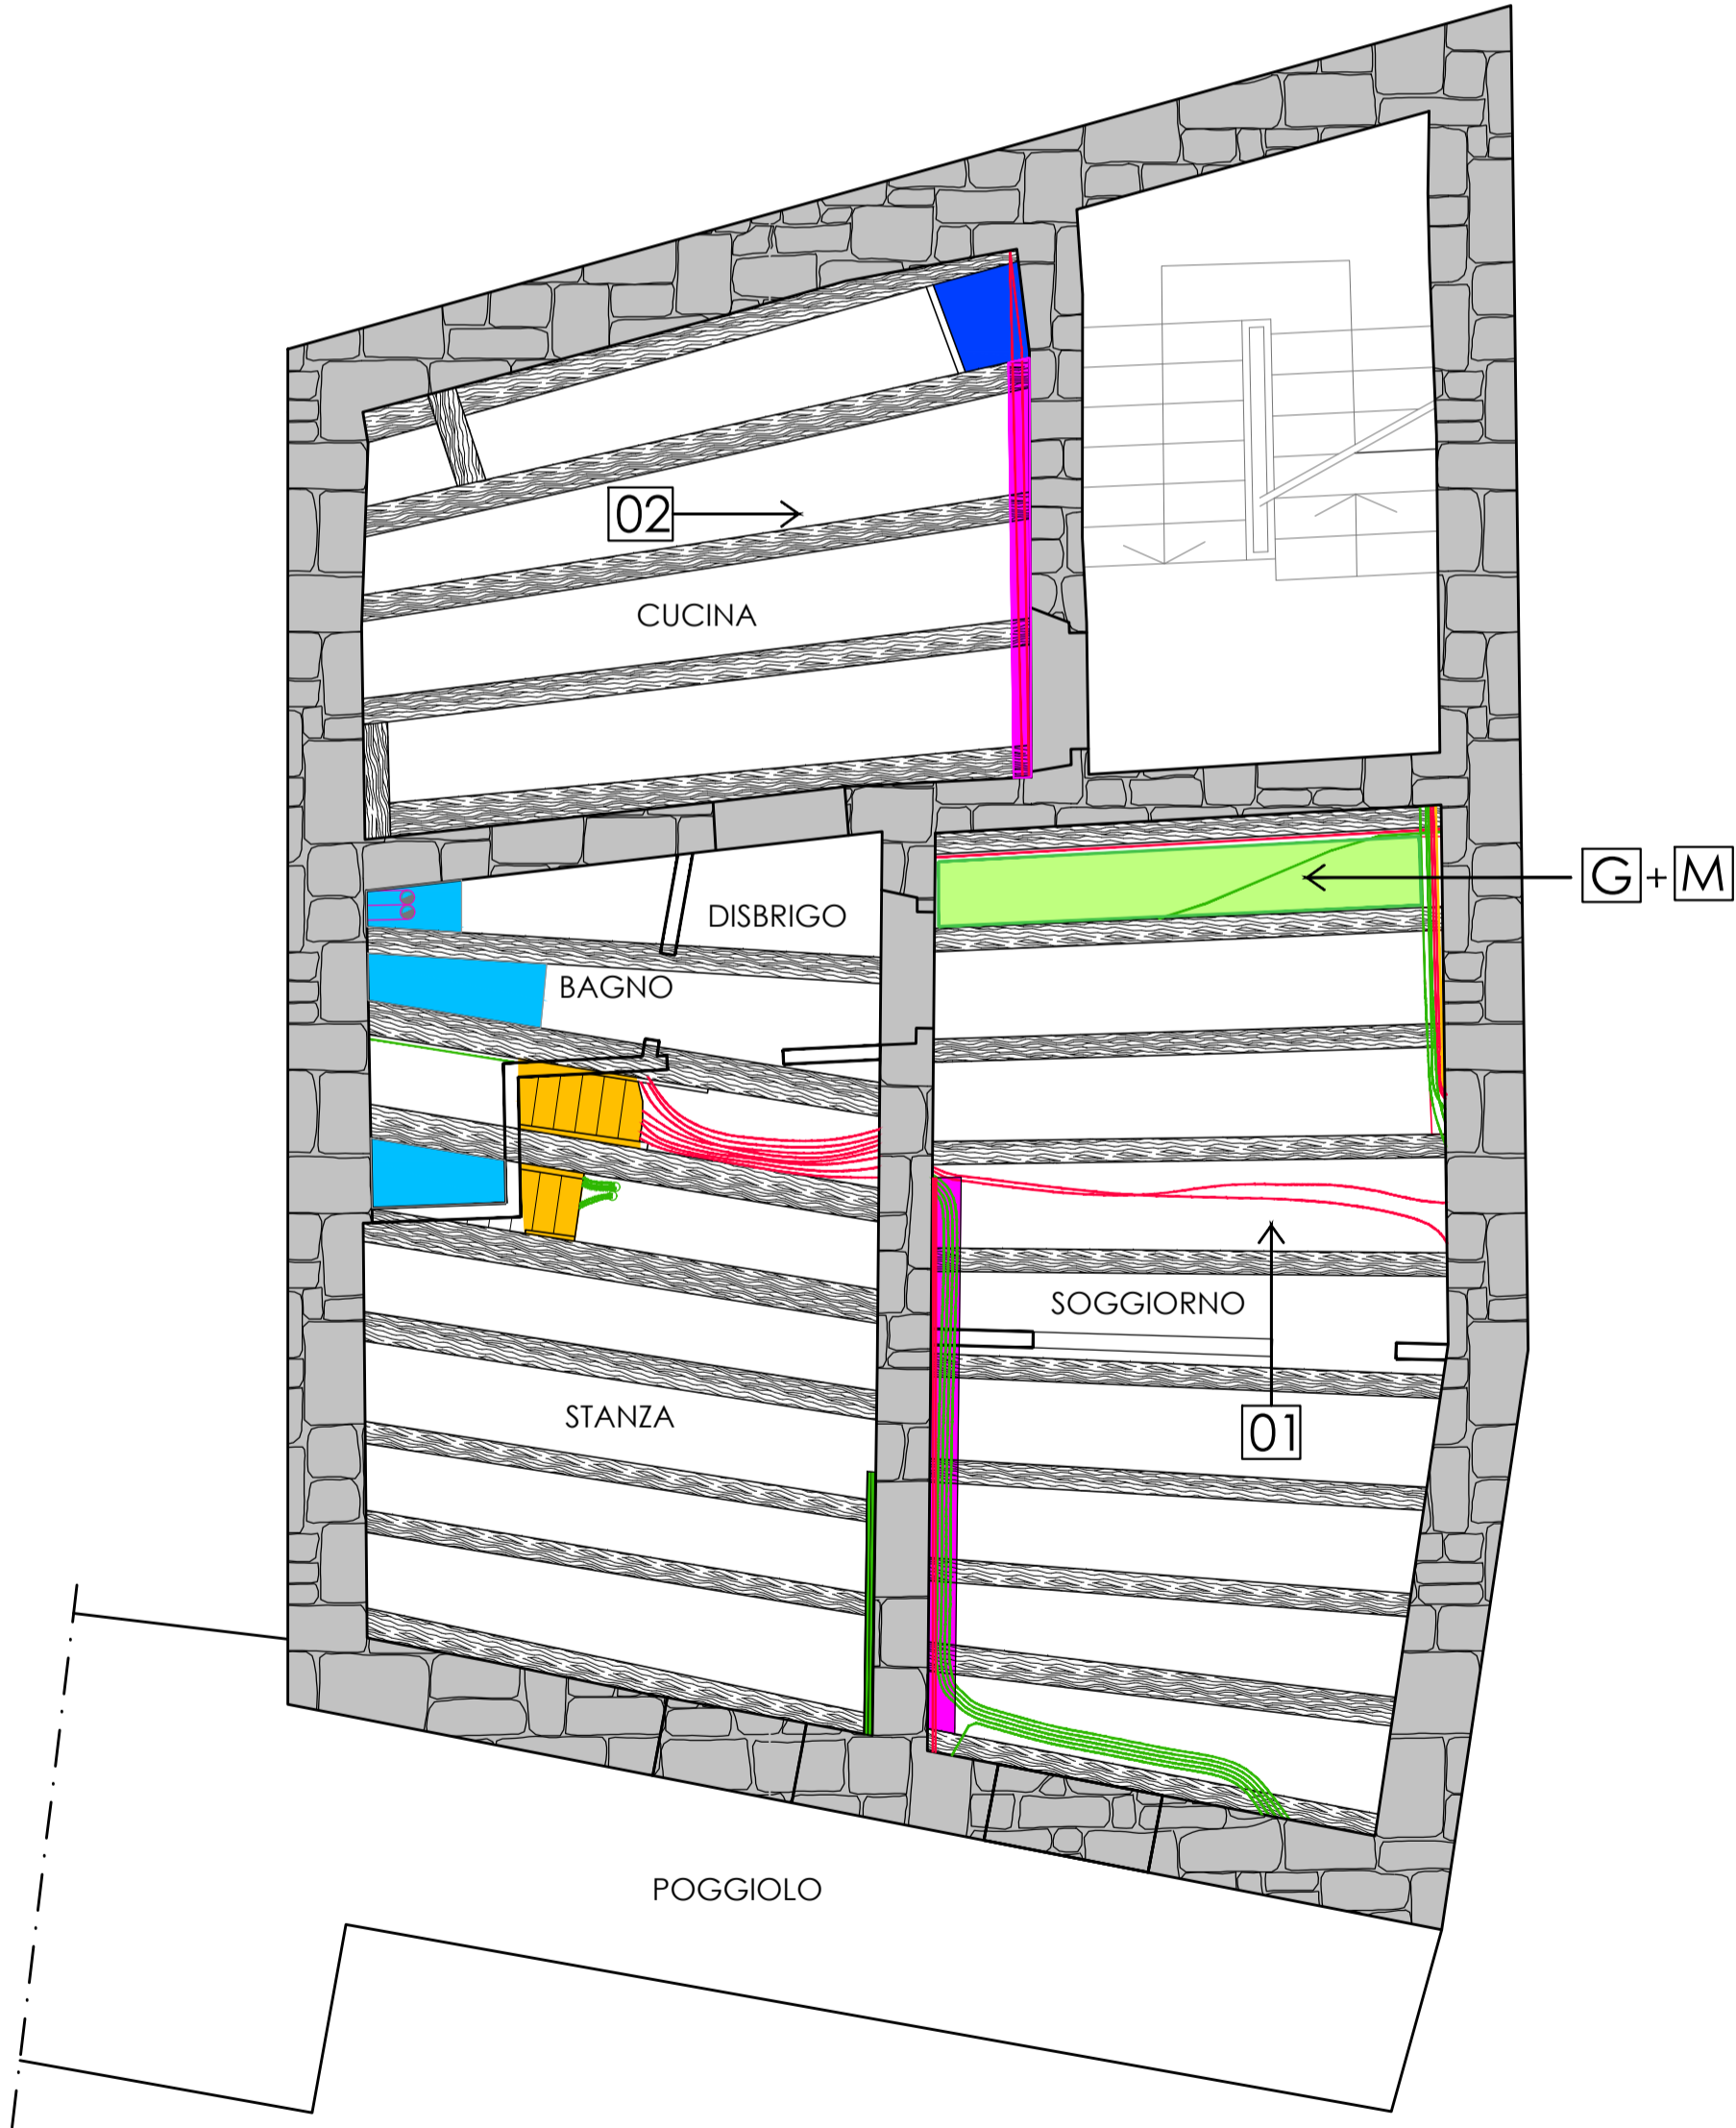 02
CUCINA
G + M
DISBRIGO
BAGNO
SOGGIORNO
STANZA
01
POGGIOLO